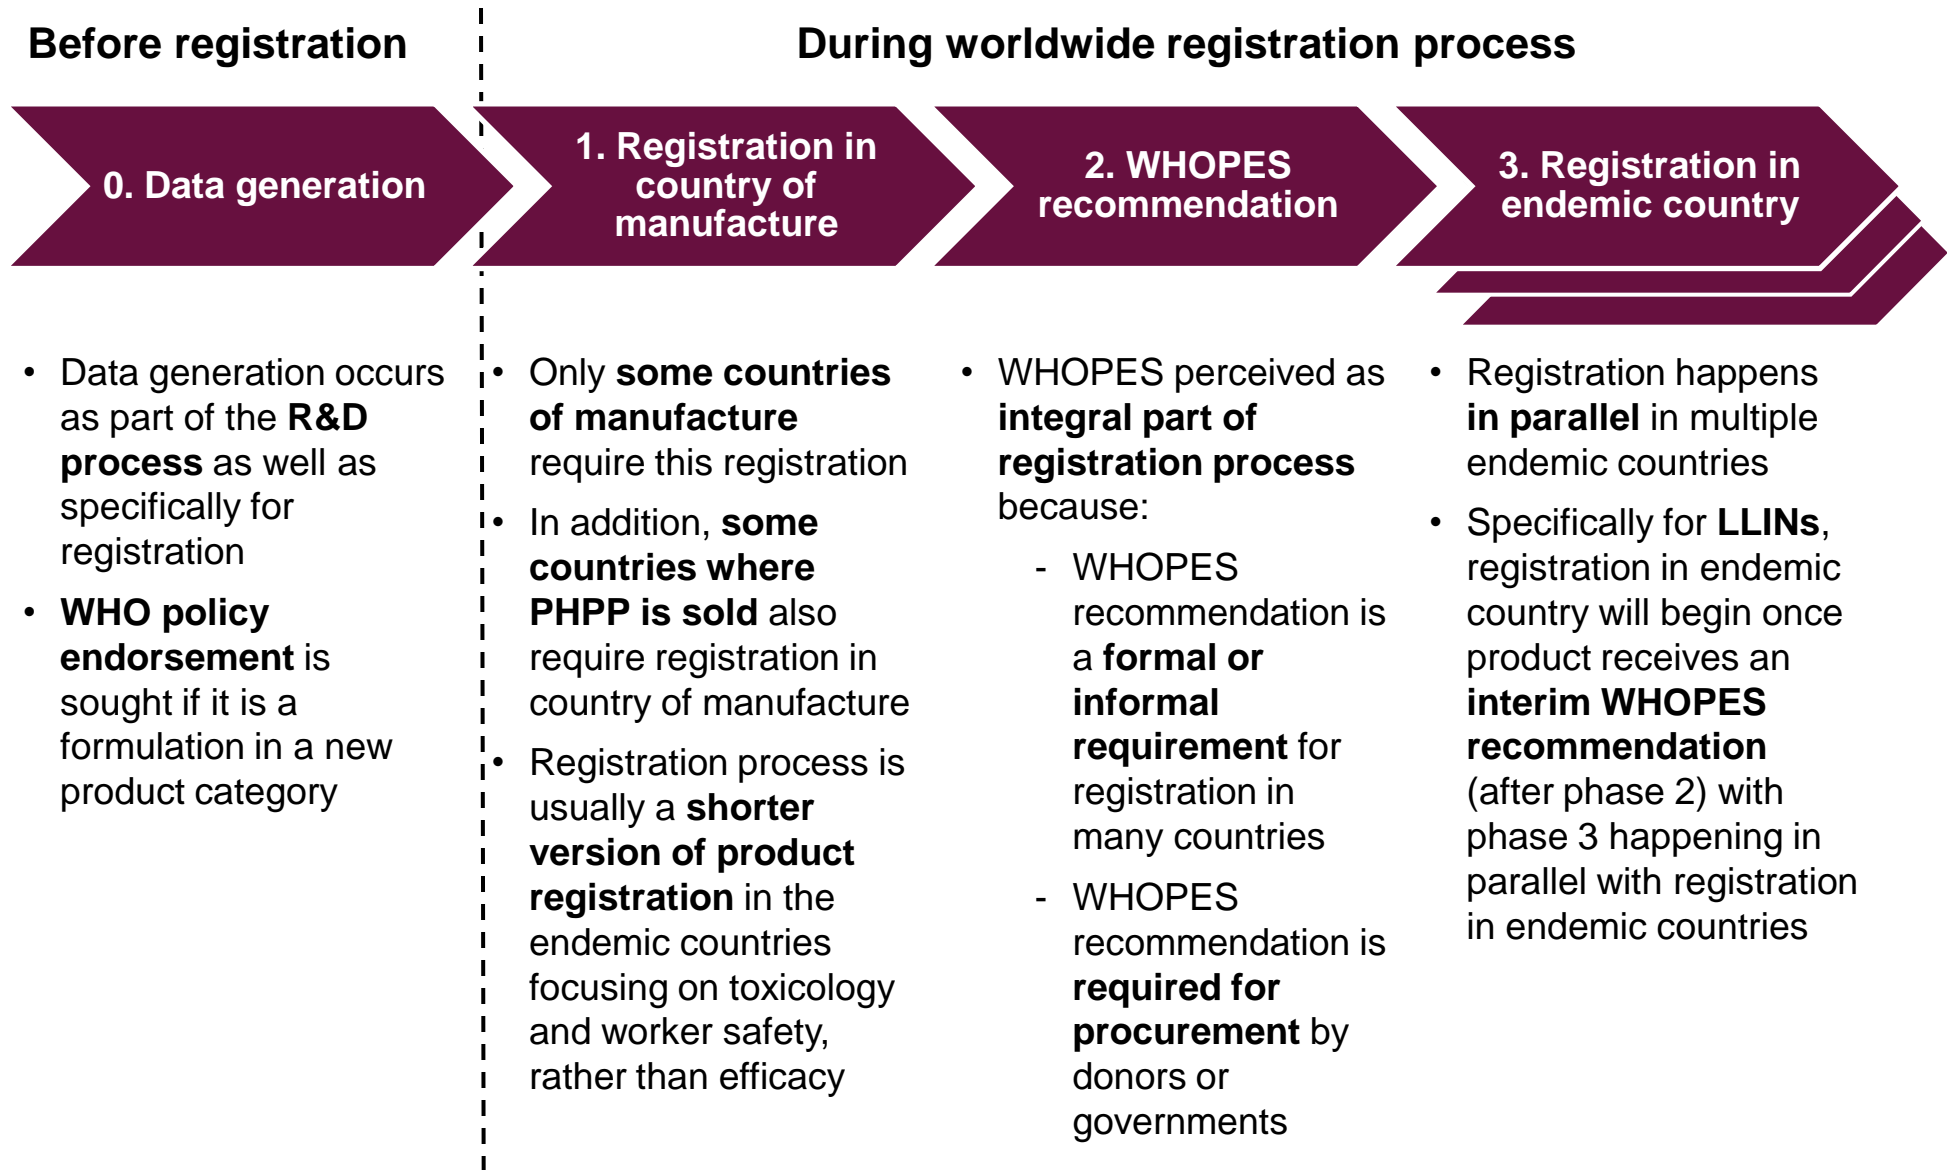 Before registration
During worldwide registration process
0. Data generation
1. Registration in
country of
manufacture
2. WHOPES
recommendation
3. Registration in
endemic country
• Data generation occurs
as part of the R&D
process as well as
specifically for
registration
• WHO policy
endorsement is
sought if it is a
formulation in a new
product category
• Only some countries
of manufacture
require this registration
• In addition, some
countries where
PHPP is sold also
require registration in
country of manufacture
• Registration process is
usually a shorter
version of product
registration in the
endemic countries
focusing on toxicology
and worker safety,
rather than efficacy
• WHOPES perceived as
integral part of
registration process
because:
- WHOPES
recommendation is
a formal or
informal
requirement for
registration in
many countries
- WHOPES
recommendation is
required for
procurement by
donors or
governments
• Registration happens
in parallel in multiple
endemic countries
• Specifically for LLINs,
registration in endemic
country will begin once
product receives an
interim WHOPES
recommendation
(after phase 2) with
phase 3 happening in
parallel with registration
in endemic countries